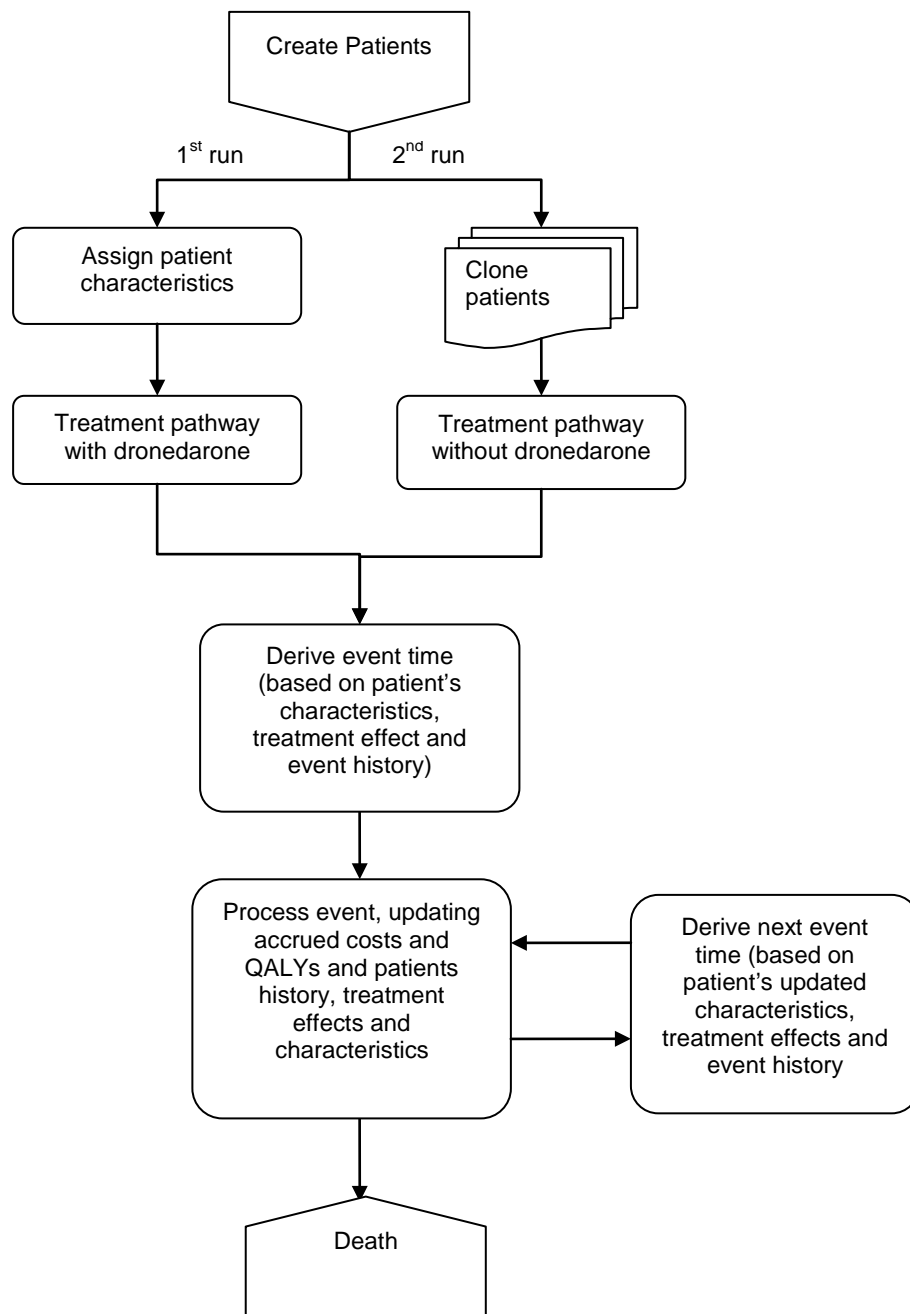 Create Patients
1st run
2nd run
Assign patient
characteristics
Clone
patients
Treatment pathway
with dronedarone
Treatment pathway
without dronedarone
Derive event time
(based on patient’s
characteristics,
treatment effect and
event history)
Process event, updating
accrued costs and
QALYs and patients
history, treatment
effects and
characteristics
Derive next event
time (based on
patient’s updated
characteristics,
treatment effects and
event history
Death